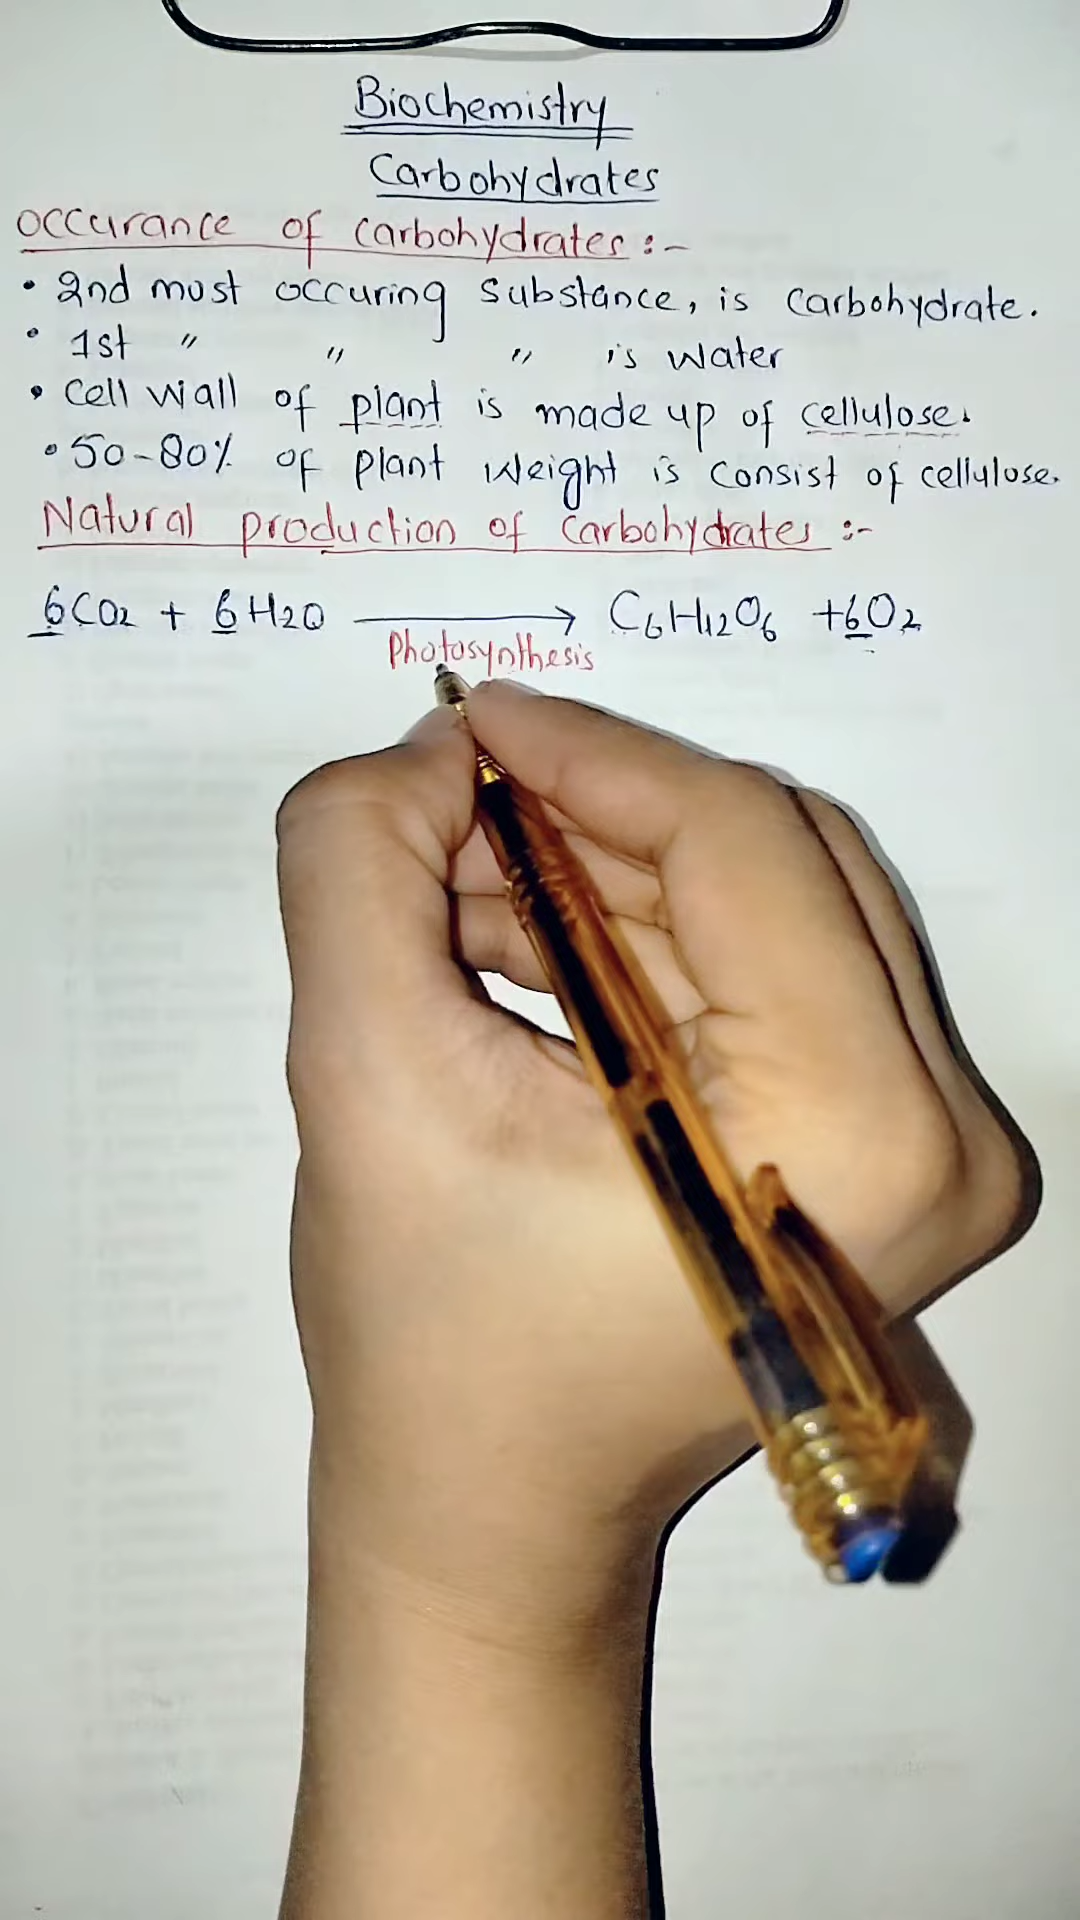 Biochemistry
Carbohydrates
Occurance of Carbohydrates :-
• 2nd most occuring substance, is Carbohydrate.
• 1st " " " is water
• Cell wall of plant is made up of cellulose.
• 50-80% of plant weight is consist of cellulose.
Natural production of Carbohydrates :-
6CO2 + 6H2O ⟶ C6H12O6 + 6O2
Photosynthesis